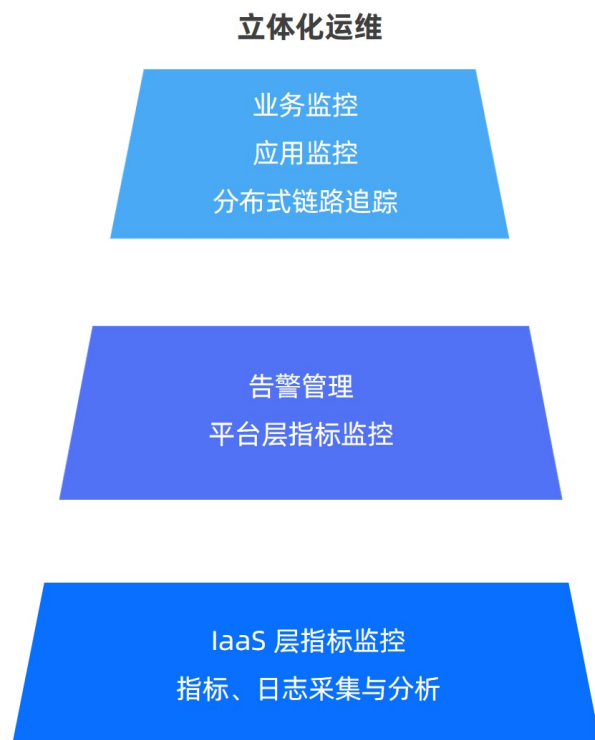 立体化运维
业务监控
应用监控
分布式链路追踪
告警管理
平台层指标监控
IaaS 层指标监控
指标、日志采集与分析